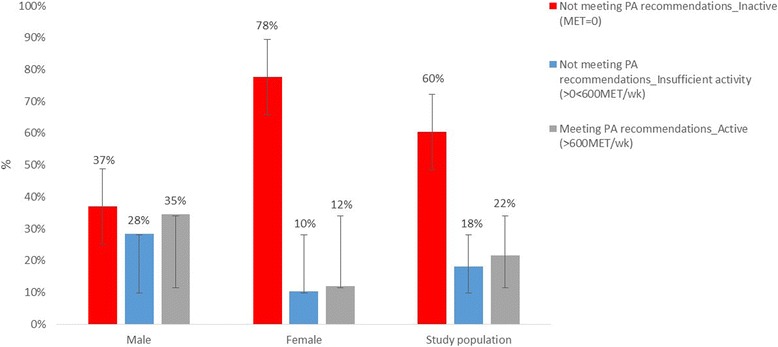 100%
90%
80%
70%
60%
50%
40%
30%
20%
10%
0%
%
37%
28%
35%
78%
10%
12%
60%
18%
22%
Male
Female
Study population
Not meeting PA recommendations_Inactive
(MET=0)
Not meeting PA
recommendations_Insufficient activity
(>0<600MET/wk)
Meeting PA recommendations_Active
(>600MET/wk)